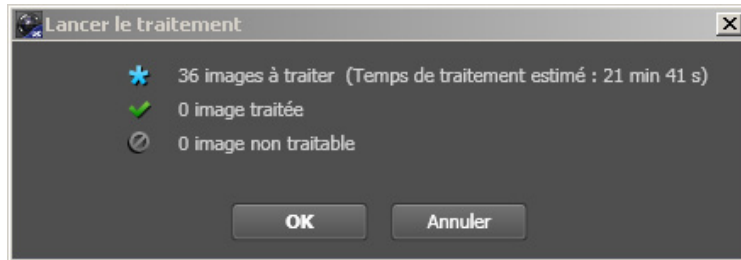 Lancer le traitement
36 images à traiter (Temps de traitement estimé : 21 min 41 s)
0 image traitée
0 image non traitable
OK Annuler